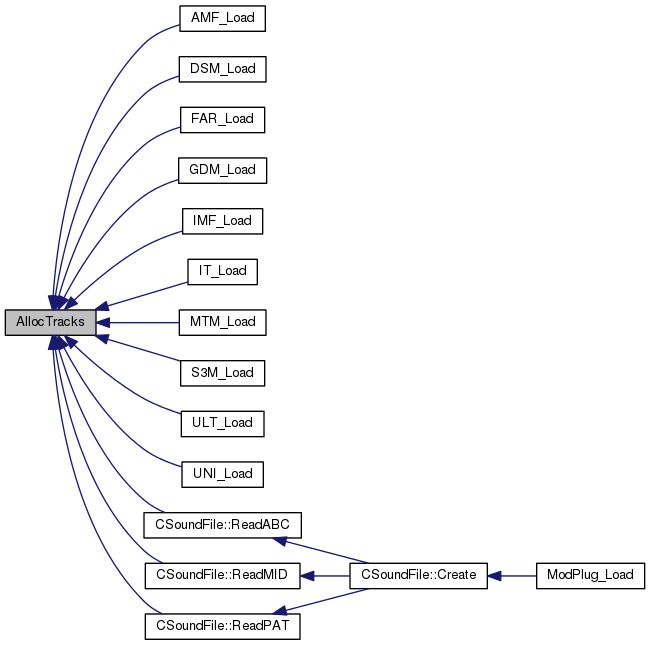 AMF_Load
DSM_Load
FAR_Load
GDM_Load
IMF_Load
IT_Load
AllocTracks
MTM_Load
S3M_Load
ULT_Load
UNI_Load
CSoundFile::ReadABC
CSoundFile::ReadMID
CSoundFile::Create
ModPlug_Load
CSoundFile::ReadPAT